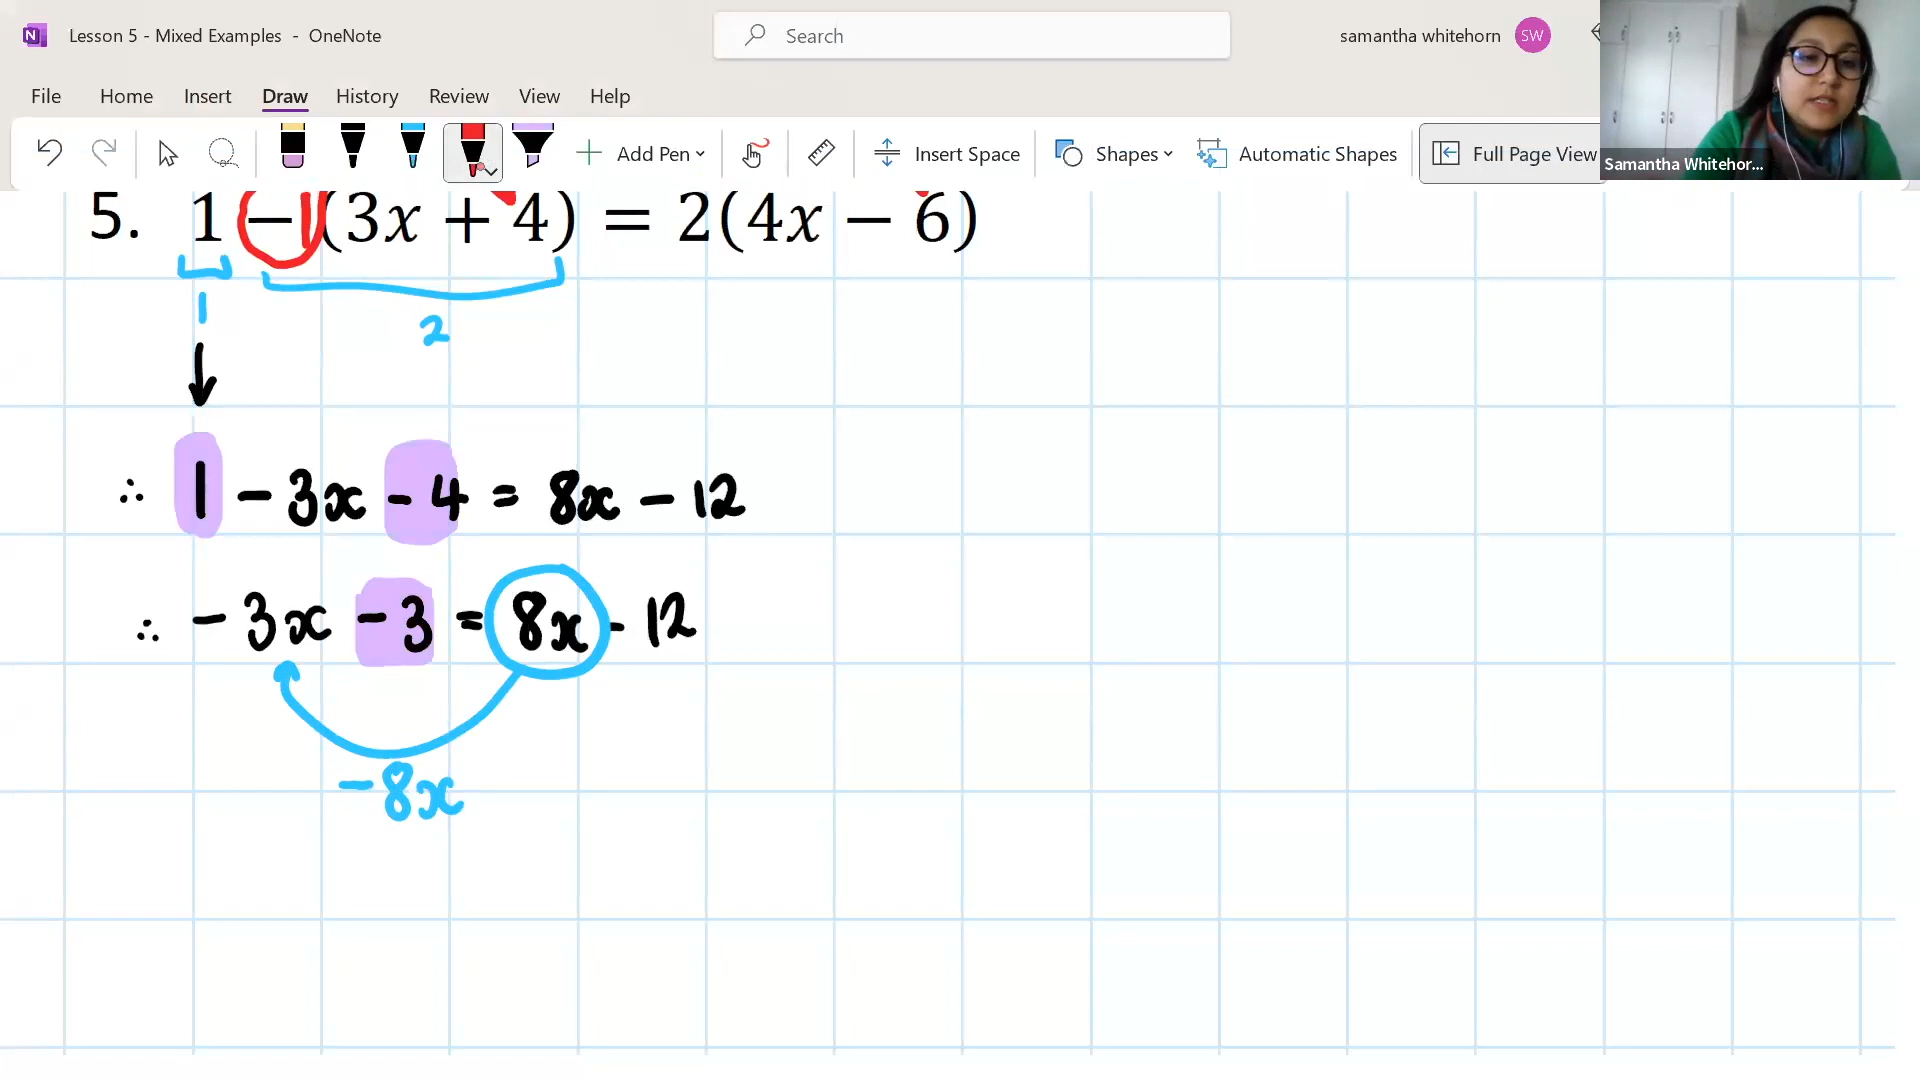 Lesson 5 - Mixed Examples - OneNote
Search
samantha whitehorn SW
File Home Insert Draw History Review View Help
Add Pen Insert Space Shapes Automatic Shapes Full Page View
Samantha Whitehor...
5. 1 −1(3x + 4) = 2(4x − 6)
1
2
∴ 1 − 3x − 4 = 8x − 12
∴ − 3x − 3 = 8x - 12
−8x